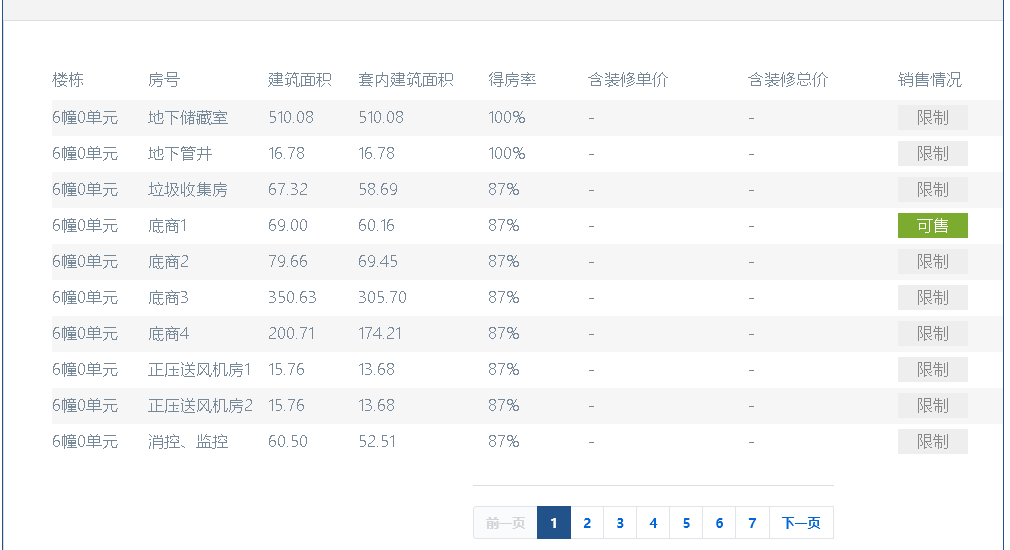 楼栋 房号 建筑面积 套内建筑面积 得房率 含装修单价 含装修总价 销售情况
6幢0单元 地下储藏室 510.08 510.08 100% - - 限制
6幢0单元 地下管井 16.78 16.78 100% - - 限制
6幢0单元 垃圾收集房 67.32 58.69 87% - - 限制
6幢0单元 底商1 69.00 60.16 87% - - 可售
6幢0单元 底商2 79.66 69.45 87% - - 限制
6幢0单元 底商3 350.63 305.70 87% - - 限制
6幢0单元 底商4 200.71 174.21 87% - - 限制
6幢0单元 正压送风机房1 15.76 13.68 87% - - 限制
6幢0单元 正压送风机房2 15.76 13.68 87% - - 限制
6幢0单元 消控、监控 60.50 52.51 87% - - 限制
前一页 1 2 3 4 5 6 7 下一页